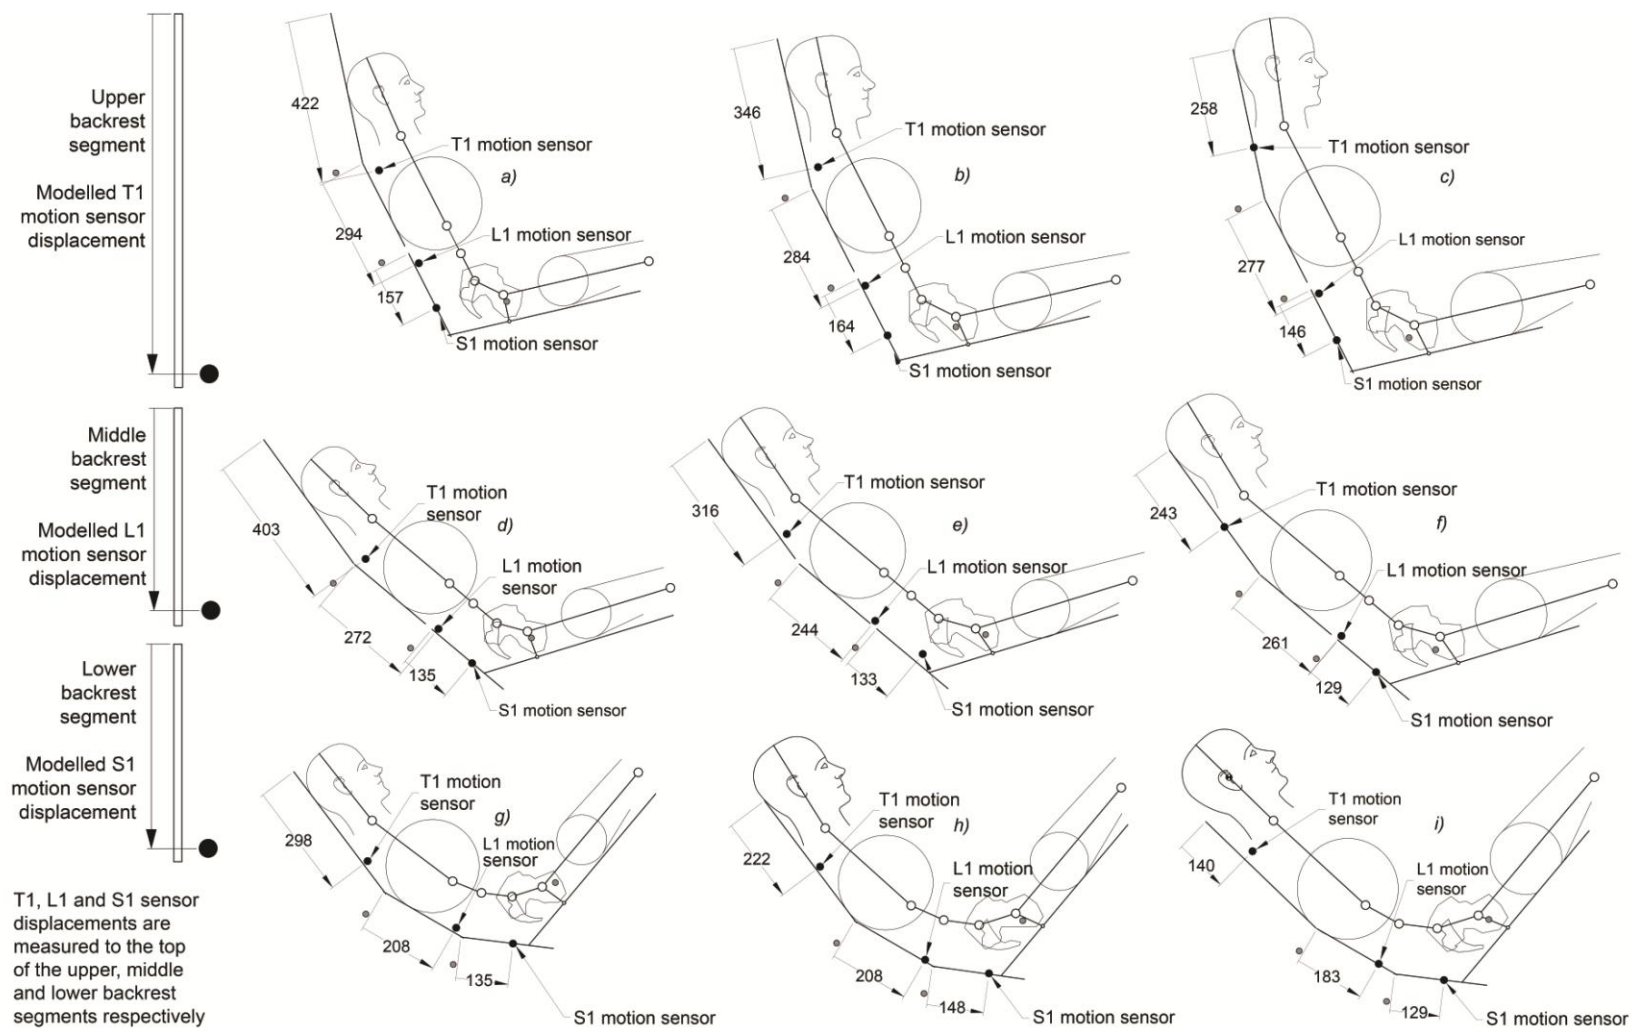 Upper
backrest
segment
Modelled T1
motion sensor
displacement
Middle
backrest
segment
Modelled L1
motion sensor
displacement
Lower
backrest
segment
Modelled S1
motion sensor
displacement
T1, L1 and S1 sensor
displacements are
measured to the top
of the upper, middle
and lower backrest
segments respectively
422
T1 motion sensor
a)
294
L1 motion sensor
157
S1 motion sensor
346
T1 motion sensor
b)
284
L1 motion sensor
164
S1 motion sensor
258
T1 motion sensor
c)
277
L1 motion sensor
146
S1 motion sensor
403
T1 motion
sensor
d)
L1 motion
sensor
272
135
S1 motion sensor
316
T1 motion sensor
e)
L1 motion sensor
244
133
S1 motion sensor
243
T1 motion sensor
f)
L1 motion sensor
261
129
S1 motion sensor
298
T1 motion
sensor
g)
L1 motion
sensor
208
135
S1 motion sensor
222
T1 motion
sensor
h)
L1 motion
sensor
208
148
S1 motion sensor
140
T1 motion
sensor
i)
L1 motion
sensor
183
129
S1 motion sensor